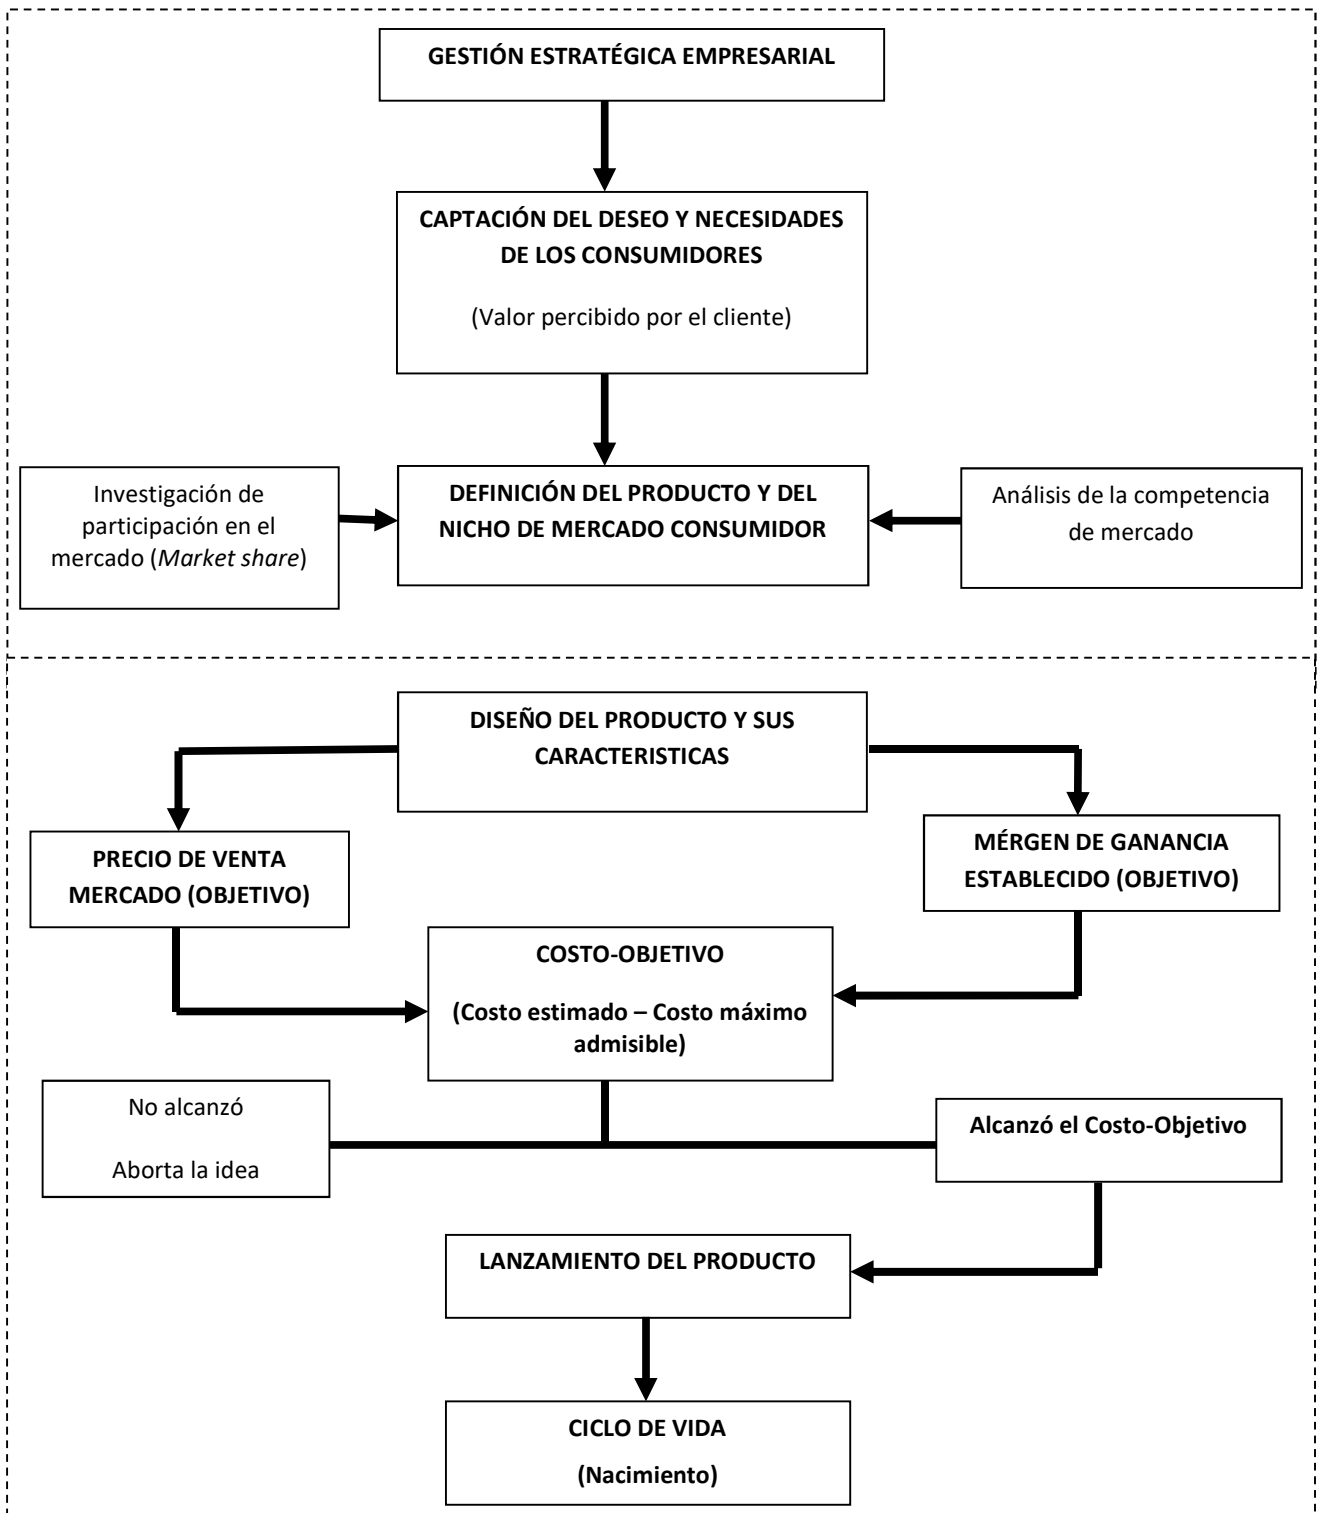 GESTIÓN ESTRATÉGICA EMPRESARIAL
CAPTACIÓN DEL DESEO Y NECESIDADES
DE LOS CONSUMIDORES
(Valor percibido por el cliente)
Investigación de
participación en el
mercado (Market share)
DEFINICIÓN DEL PRODUCTO Y DEL
NICHO DE MERCADO CONSUMIDOR
Análisis de la competencia
de mercado
DISEÑO DEL PRODUCTO Y SUS
CARACTERISTICAS
PRECIO DE VENTA
MERCADO (OBJETIVO)
MÉRGEN DE GANANCIA
ESTABLECIDO (OBJETIVO)
COSTO-OBJETIVO
(Costo estimado – Costo máximo
admisible)
No alcanzó
Aborta la idea
Alcanzó el Costo-Objetivo
LANZAMIENTO DEL PRODUCTO
CICLO DE VIDA
(Nacimiento)